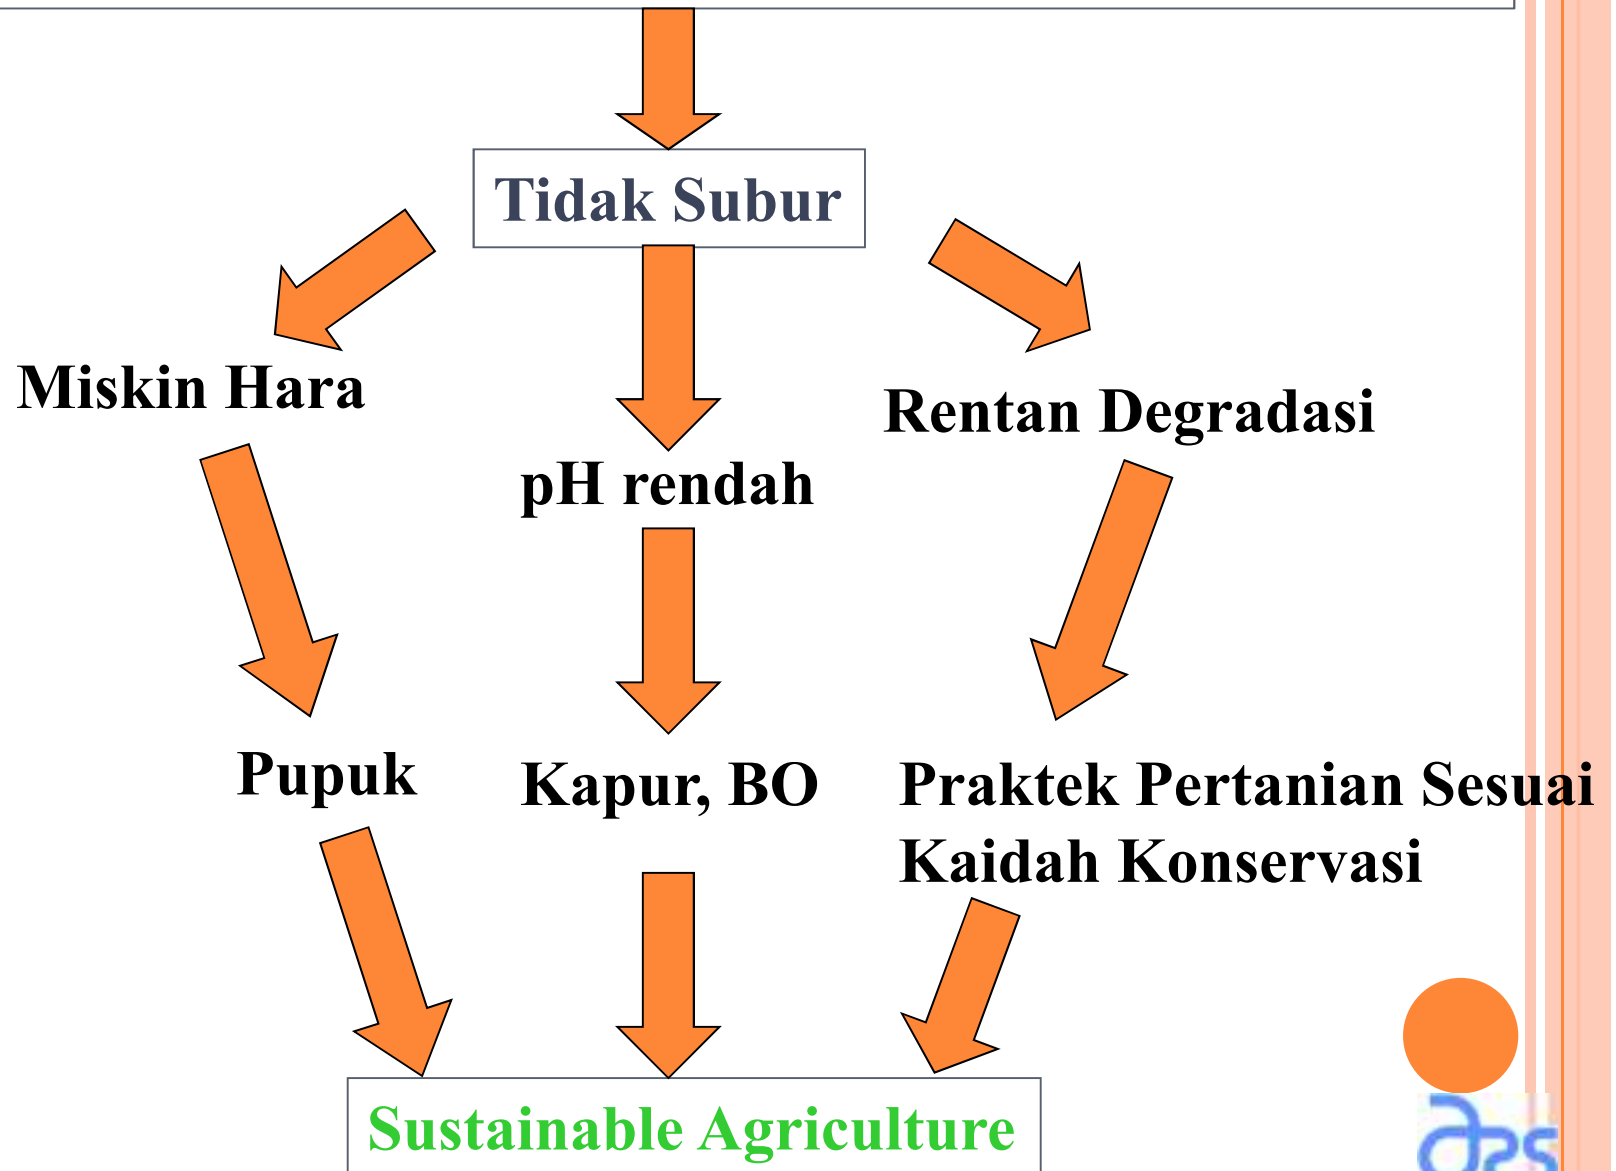 Tidak Subur
Miskin Hara
Rentan Degradasi
pH rendah
Pupuk
Kapur, BO
Praktek Pertanian Sesuai
Kaidah Konservasi
Sustainable Agriculture